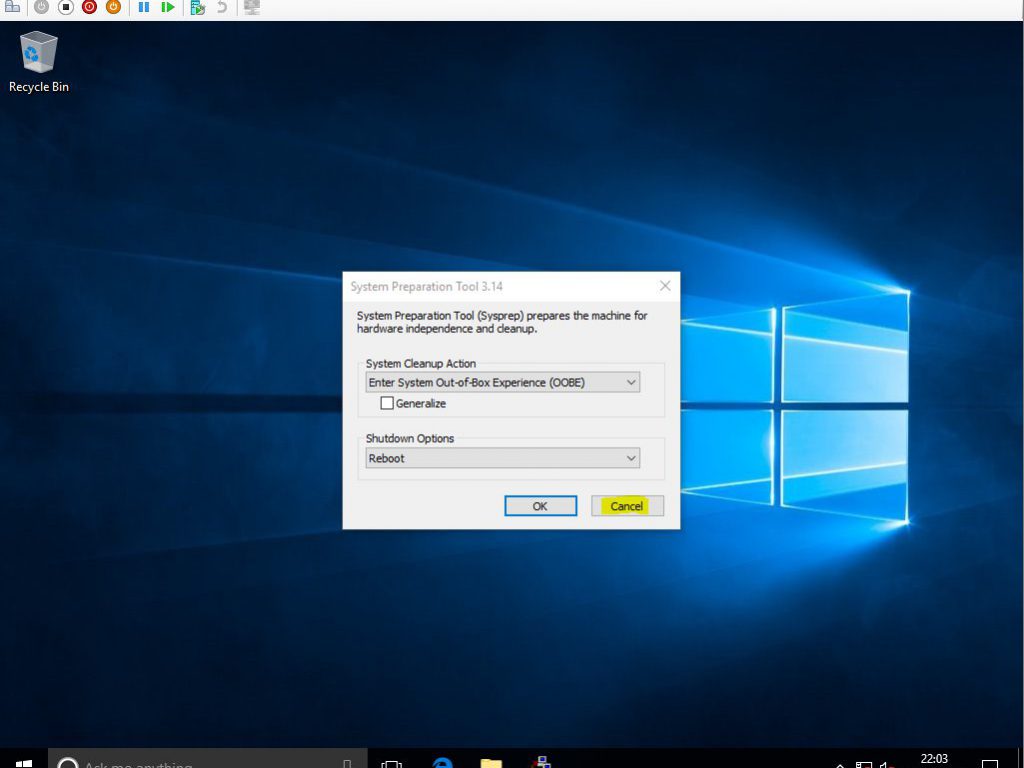 Recycle Bin
System Preparation Tool 3.14
System Preparation Tool (Sysprep) prepares the machine for
hardware independence and cleanup.
System Cleanup Action
Enter System Out-of-Box Experience (OOBE)
Generalize
Shutdown Options
Reboot
OK
Cancel
Ask me anything
22:03